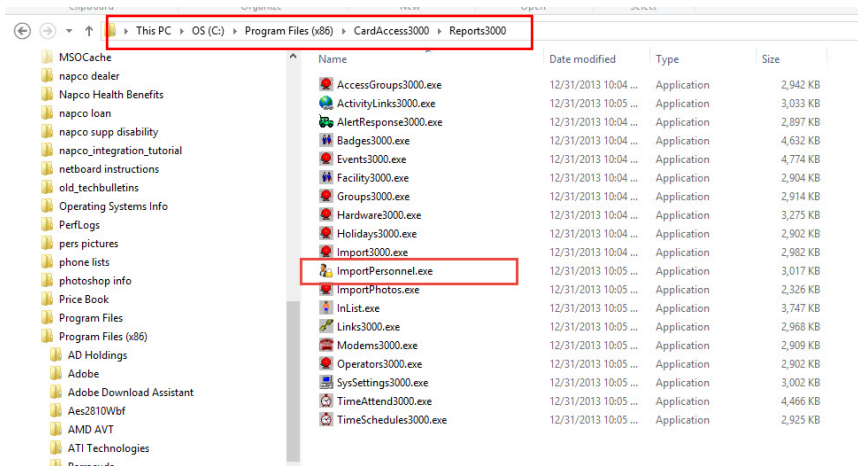 Clipboard Organize New Open Select
This PC OS (C:) Program Files (x86) CardAccess3000 Reports3000
MSOCache
napco dealer
Napco Health Benefits
napco loan
napco supp disability
napco_integration_tutorial
netboard instructions
old_techbulletins
Operating Systems Info
PerfLogs
pers pictures
phone lists
photoshop info
Price Book
Program Files
Program Files (x86)
AD Holdings
Adobe
Adobe Download Assistant
Aes2810Wbf
AMD AVT
ATI Technologies
Barracuda
Name Date modified Type Size
AccessGroups3000.exe 12/31/2013 10:04 ... Application 2,942 KB
ActivityLinks3000.exe 12/31/2013 10:05 ... Application 3,033 KB
AlertResponse3000.exe 12/31/2013 10:04 ... Application 2,897 KB
Badges3000.exe 12/31/2013 10:04 ... Application 4,632 KB
Events3000.exe 12/31/2013 10:04 ... Application 4,774 KB
Facility3000.exe 12/31/2013 10:04 ... Application 2,904 KB
Groups3000.exe 12/31/2013 10:04 ... Application 2,914 KB
Hardware3000.exe 12/31/2013 10:04 ... Application 3,275 KB
Holidays3000.exe 12/31/2013 10:04 ... Application 2,902 KB
Import3000.exe 12/31/2013 10:04 ... Application 2,982 KB
ImportPersonnel.exe 12/31/2013 10:05 ... Application 3,017 KB
ImportPhotos.exe 12/31/2013 10:05 ... Application 2,326 KB
InList.exe 12/31/2013 10:05 ... Application 3,747 KB
Links3000.exe 12/31/2013 10:05 ... Application 2,968 KB
Modems3000.exe 12/31/2013 10:05 ... Application 2,909 KB
Operators3000.exe 12/31/2013 10:05 ... Application 2,902 KB
SysSettings3000.exe 12/31/2013 10:05 ... Application 3,002 KB
TimeAttend3000.exe 12/31/2013 10:05 ... Application 4,466 KB
TimeSchedules3000.exe 12/31/2013 10:05 ... Application 2,925 KB